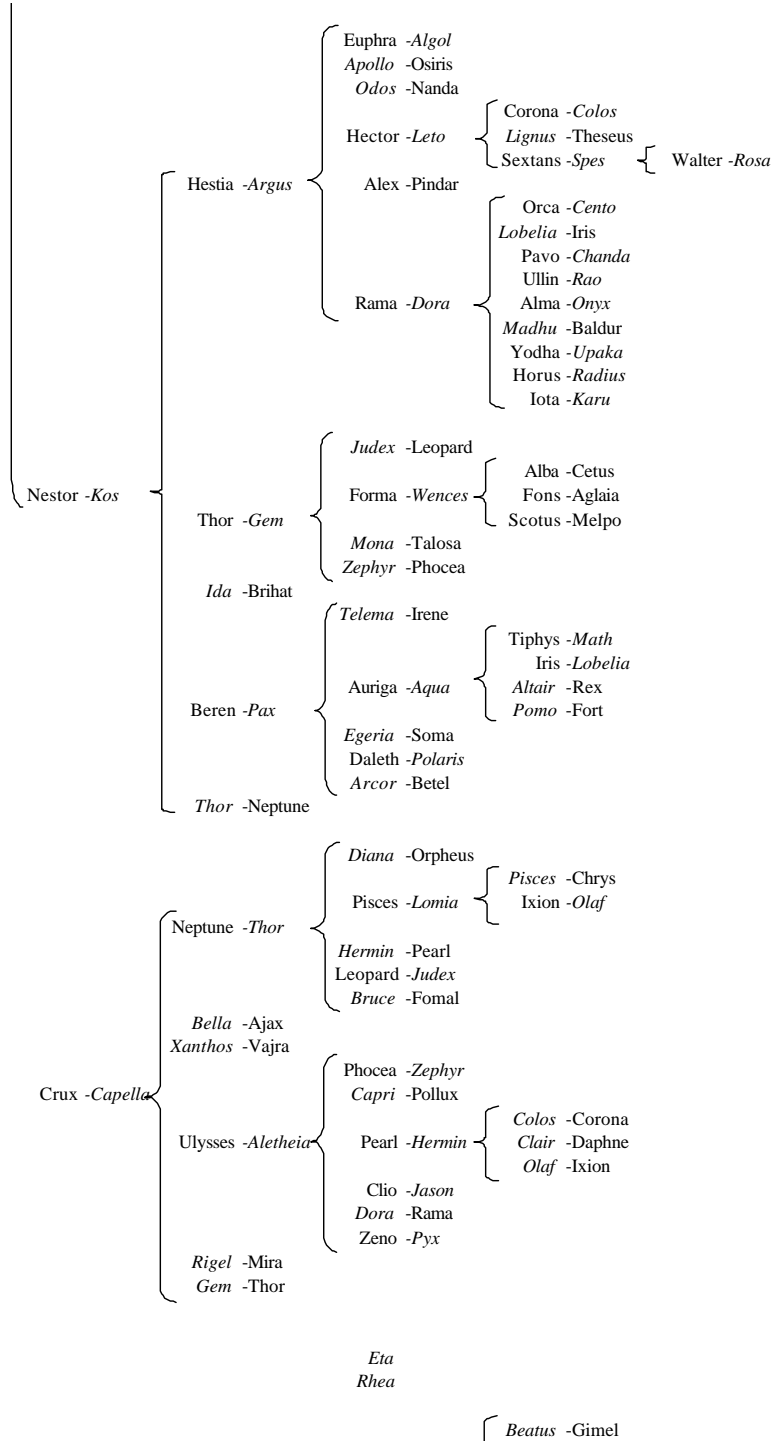 Euphra -Algol
Apollo -Osiris
Odos -Nanda
Corona -Colos
Hector -Leto
Lignus -Theseus
Sextans -Spes
Walter -Rosa
Hestia -Argus
Alex -Pindar
Orca -Cento
Lobelia -Iris
Pavo -Chanda
Ullin -Rao
Rama -Dora
Alma -Onyx
Madhu -Baldur
Yodha -Upaka
Horus -Radius
Iota -Karu
Judex -Leopard
Alba -Cetus
Nestor -Kos
Forma -Wences
Fons -Aglaia
Thor -Gem
Scotus -Melpo
Mona -Talosa
Zephyr -Phocea
Ida -Brihat
Telema -Irene
Tiphys -Math
Iris -Lobelia
Auriga -Aqua
Altair -Rex
Beren -Pax
Pomo -Fort
Egeria -Soma
Daleth -Polaris
Arcor -Betel
Thor -Neptune
Diana -Orpheus
Pisces -Chrys
Pisces -Lomia
Ixion -Olaf
Neptune -Thor
Hermin -Pearl
Leopard -Judex
Bruce -Fomal
Bella -Ajax
Xanthos -Vajra
Phocea -Zephyr
Crux -Capella
Capri -Pollux
Colos -Corona
Ulysses -Aletheia
Pearl -Hermin
Clair -Daphne
Olaf -Ixion
Clio -Jason
Dora -Rama
Zeno -Pyx
Rigel -Mira
Gem -Thor
Eta
Rhea
Beatus -Gimel